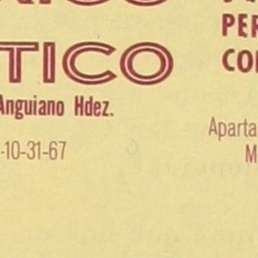 TICO
Anguiano Hdez.
-10-31-67
PER
CO
Aparta
M